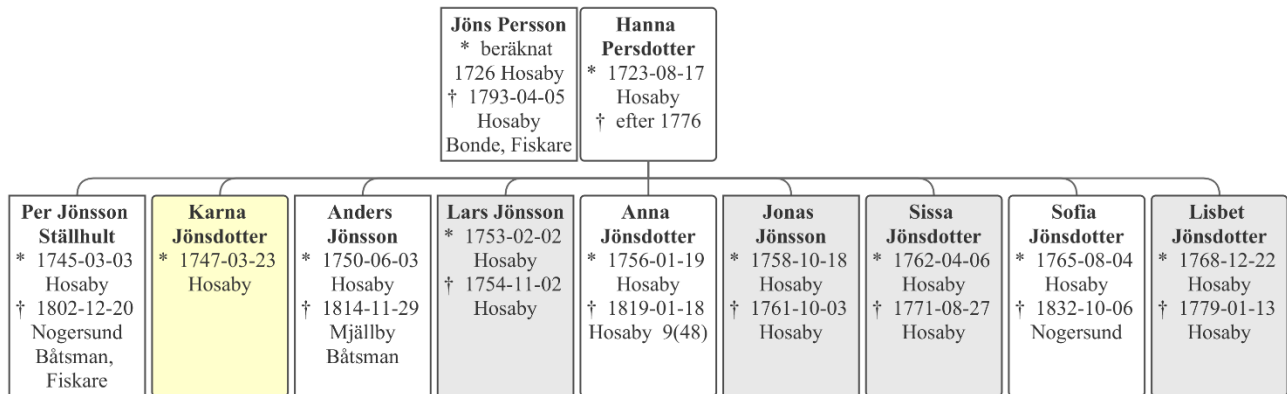 Jöns Persson
* beräknat
1726 Hosaby
† 1793-04-05
Hosaby
Bonde, Fiskare
Hanna
Persdotter
* 1723-08-17
Hosaby
† efter 1776
Per Jönsson
Ställhult
* 1745-03-03
Hosaby
† 1802-12-20
Nogersund
Båtsman,
Fiskare
Karna
Jönsdotter
* 1747-03-23
Hosaby
Anders
Jönsson
* 1750-06-03
Hosaby
† 1814-11-29
Mjällby
Båtsman
Lars Jönsson
* 1753-02-02
Hosaby
† 1754-11-02
Hosaby
Anna
Jönsdotter
* 1756-01-19
Hosaby
† 1819-01-18
Hosaby 9(48)
Jonas
Jönsson
* 1758-10-18
Hosaby
† 1761-10-03
Hosaby
Sissa
Jönsdotter
* 1762-04-06
Hosaby
† 1771-08-27
Hosaby
Sofia
Jönsdotter
* 1765-08-04
Hosaby
† 1832-10-06
Nogersund
Lisbet
Jönsdotter
* 1768-12-22
Hosaby
† 1779-01-13
Hosaby